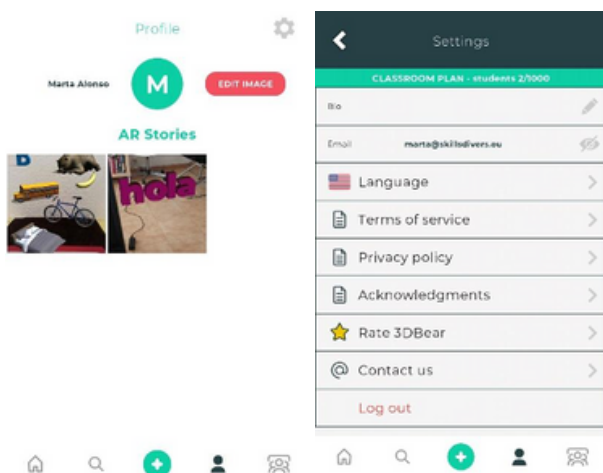 Profile
Marta Alonso
M
EDIT IMAGE
AR Stories
D
hola
Settings
CLASSROOM PLAN - students 2/1000
Bio
Email
marta@skillsdivers.eu
Language
Terms of service
Privacy policy
Acknowledgments
Rate 3DBear
Contact us
Log out